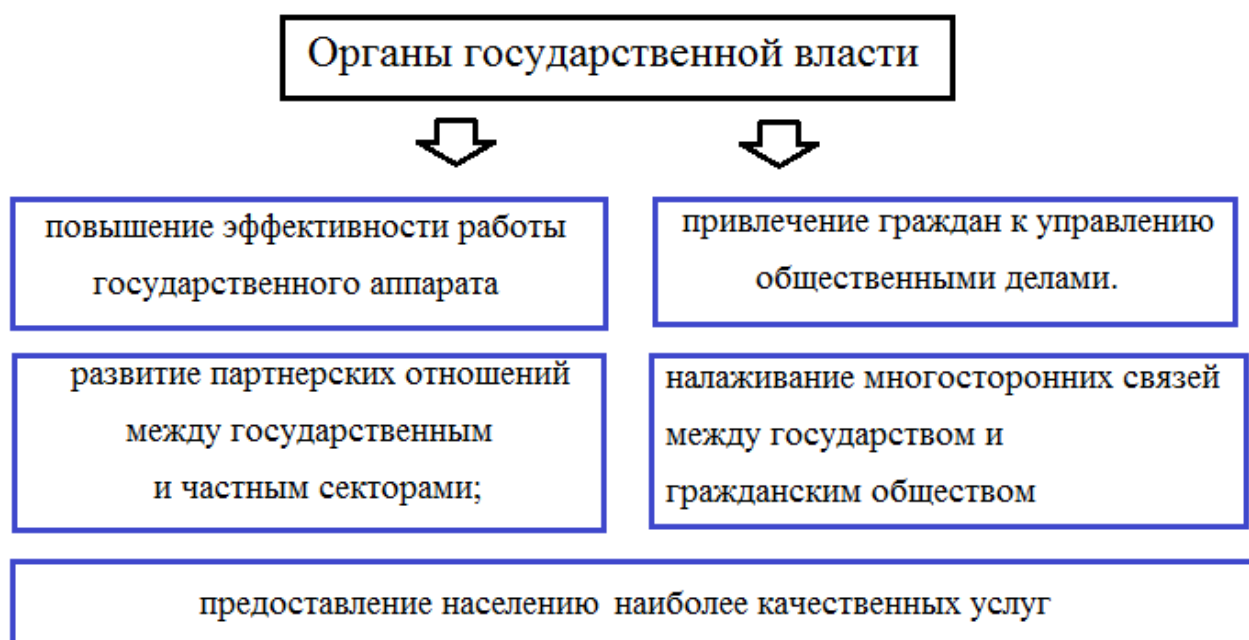 Органы государственной власти
повышение эффективности работы
государственного аппарата
привлечение граждан к управлению
общественными делами.
развитие партнерских отношений
между государственным
и частным секторами;
налаживание многосторонних связей
между государством и
гражданским обществом
предоставление населению наиболее качественных услуг